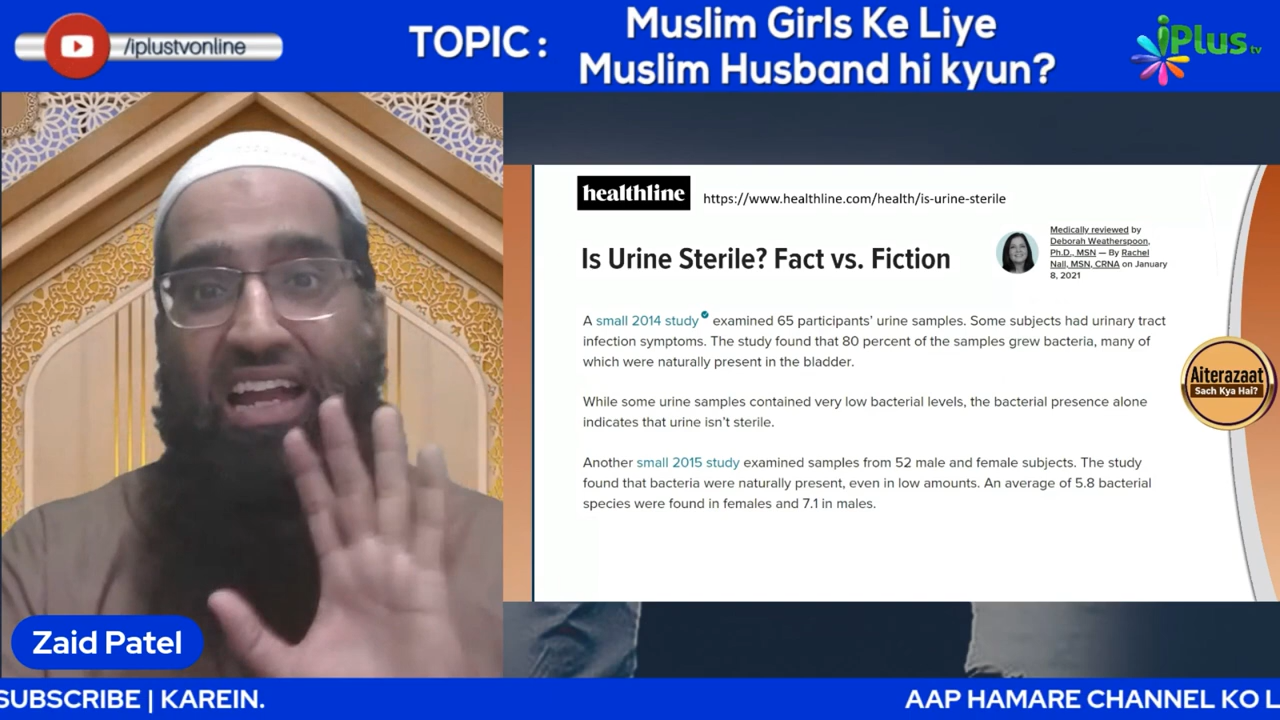 /iplustvonline
TOPIC :
Muslim Girls Ke Liye
Muslim Husband hi kyun?
iPlus tv
healthline
https://www.healthline.com/health/is-urine-sterile
Is Urine Sterile? Fact vs. Fiction
Medically reviewed by
Deborah Weatherspoon,
Ph.D., MSN — By Rachel
Nall, MSN, CRNA on January
8, 2021
A small 2014 study examined 65 participants’ urine samples. Some subjects had urinary tract
infection symptoms. The study found that 80 percent of the samples grew bacteria, many of
which were naturally present in the bladder.
While some urine samples contained very low bacterial levels, the bacterial presence alone
indicates that urine isn’t sterile.
Another small 2015 study examined samples from 52 male and female subjects. The study
found that bacteria were naturally present, even in low amounts. An average of 5.8 bacterial
species were found in females and 7.1 in males.
Aiterazaat
Sach Kya Hai?
Zaid Patel
SUBSCRIBE | KAREIN.
AAP HAMARE CHANNEL KO L